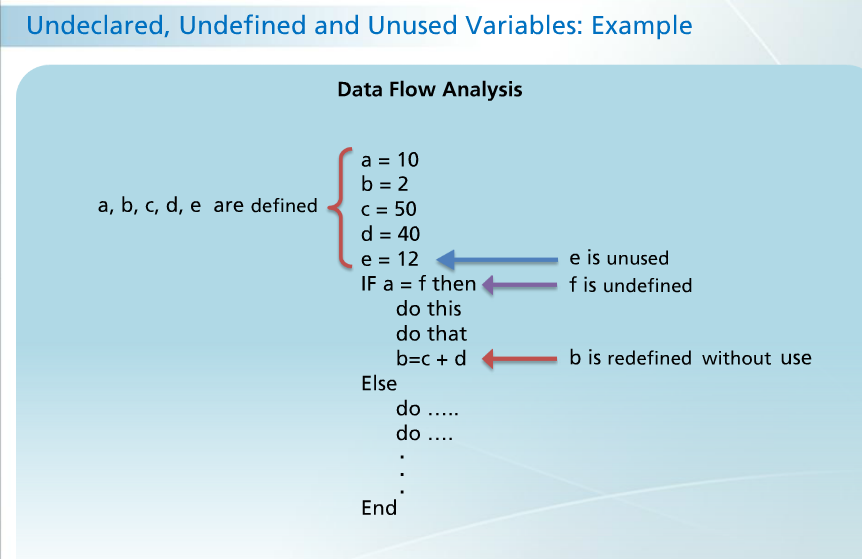 Undeclared, Undefined and Unused Variables: Example
Data Flow Analysis
a = 10
b = 2
a, b, c, d, e are defined
c = 50
d = 40
e = 12
e is unused
IF a = f then
f is undefined
do this
do that
b=c + d
b is redefined without use
Else
do .....
do ....
.
.
.
End